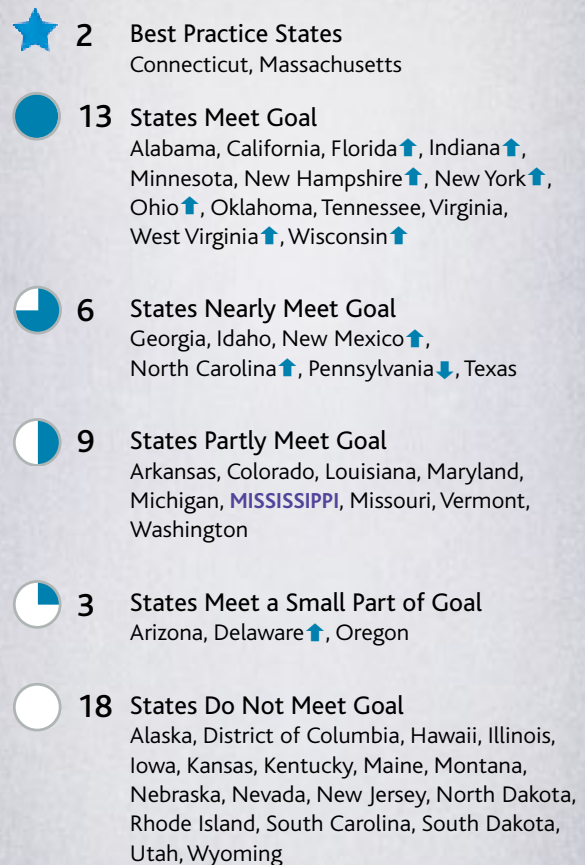 2 Best Practice States
Connecticut, Massachusetts
13 States Meet Goal
Alabama, California, Florida⬆, Indiana⬆,
Minnesota, New Hampshire⬆, New York⬆,
Ohio⬆, Oklahoma, Tennessee, Virginia,
West Virginia⬆, Wisconsin⬆
6 States Nearly Meet Goal
Georgia, Idaho, New Mexico⬆,
North Carolina⬆, Pennsylvania⬇, Texas
9 States Partly Meet Goal
Arkansas, Colorado, Louisiana, Maryland,
Michigan, MISSISSIPPI, Missouri, Vermont,
Washington
3 States Meet a Small Part of Goal
Arizona, Delaware⬆, Oregon
18 States Do Not Meet Goal
Alaska, District of Columbia, Hawaii, Illinois,
Iowa, Kansas, Kentucky, Maine, Montana,
Nebraska, Nevada, New Jersey, North Dakota,
Rhode Island, South Carolina, South Dakota,
Utah, Wyoming